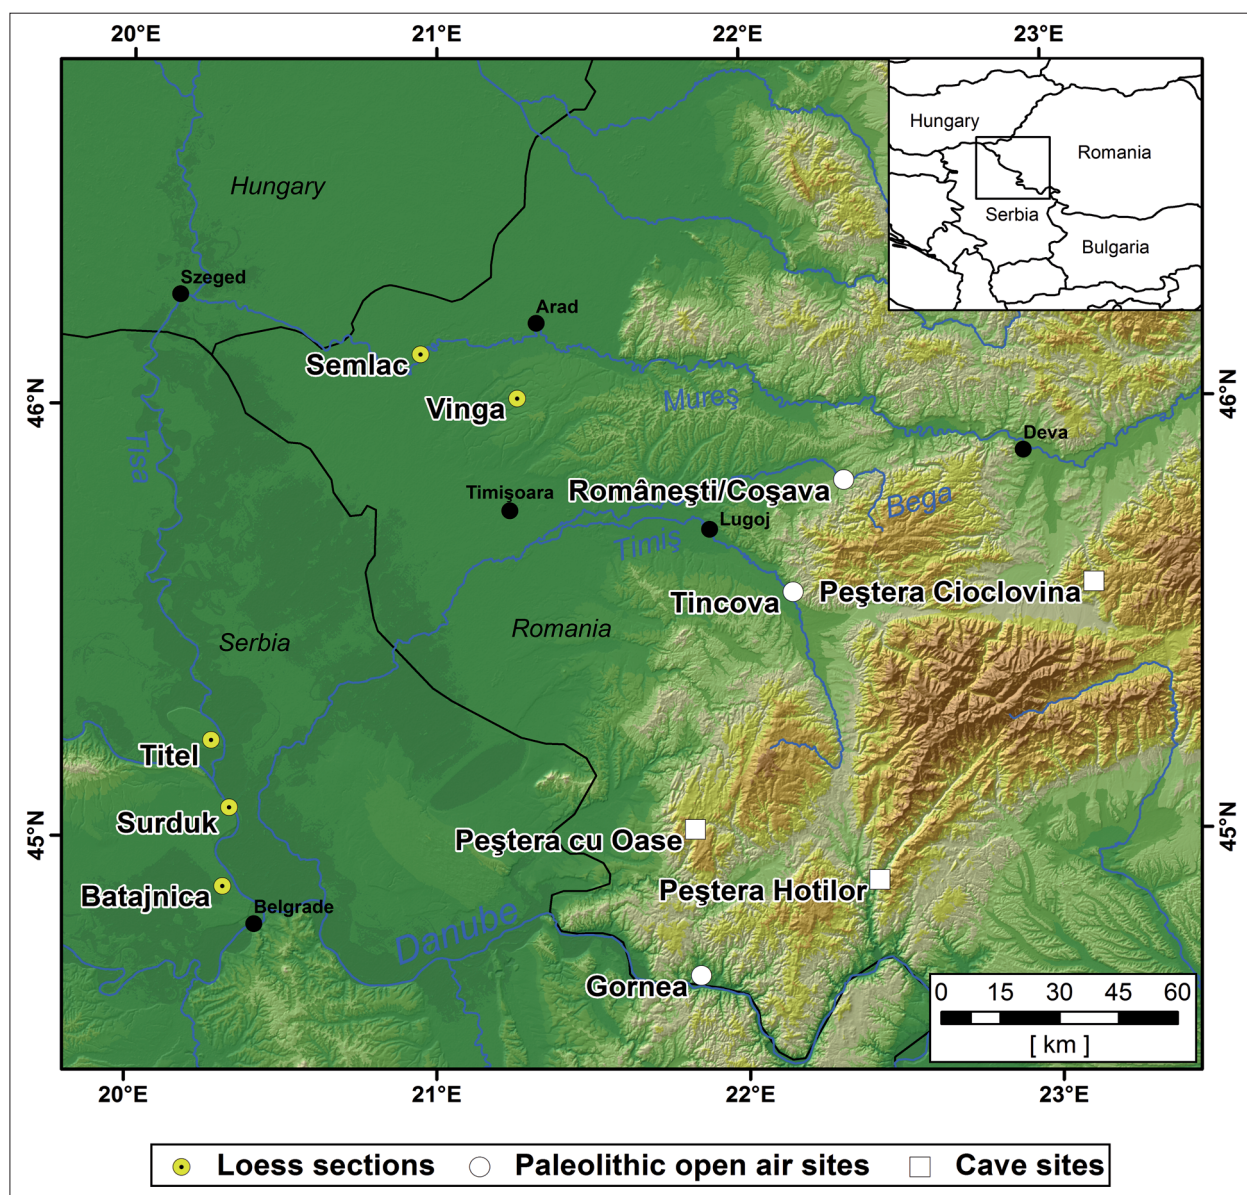 20°E 21°E 22°E 23°E
Hungary
Romania
Serbia
Bulgaria
Hungary
Szeged
Arad
Semlac
Vinga
Mureş
Deva
46°N 46°N
Tisa
Timişoara
Româneşti/Coşava
Bega
Lugoj
Timiş
Tincova
Peştera Cioclovina
Serbia
Romania
Titel
Surduk
45°N 45°N
Peştera cu Oase
Batajnica
Peştera Hotilor
Belgrade
Danube
Gornea
0 15 30 45 60
[ km ]
20°E 21°E 22°E 23°E
Loess sections Paleolithic open air sites Cave sites